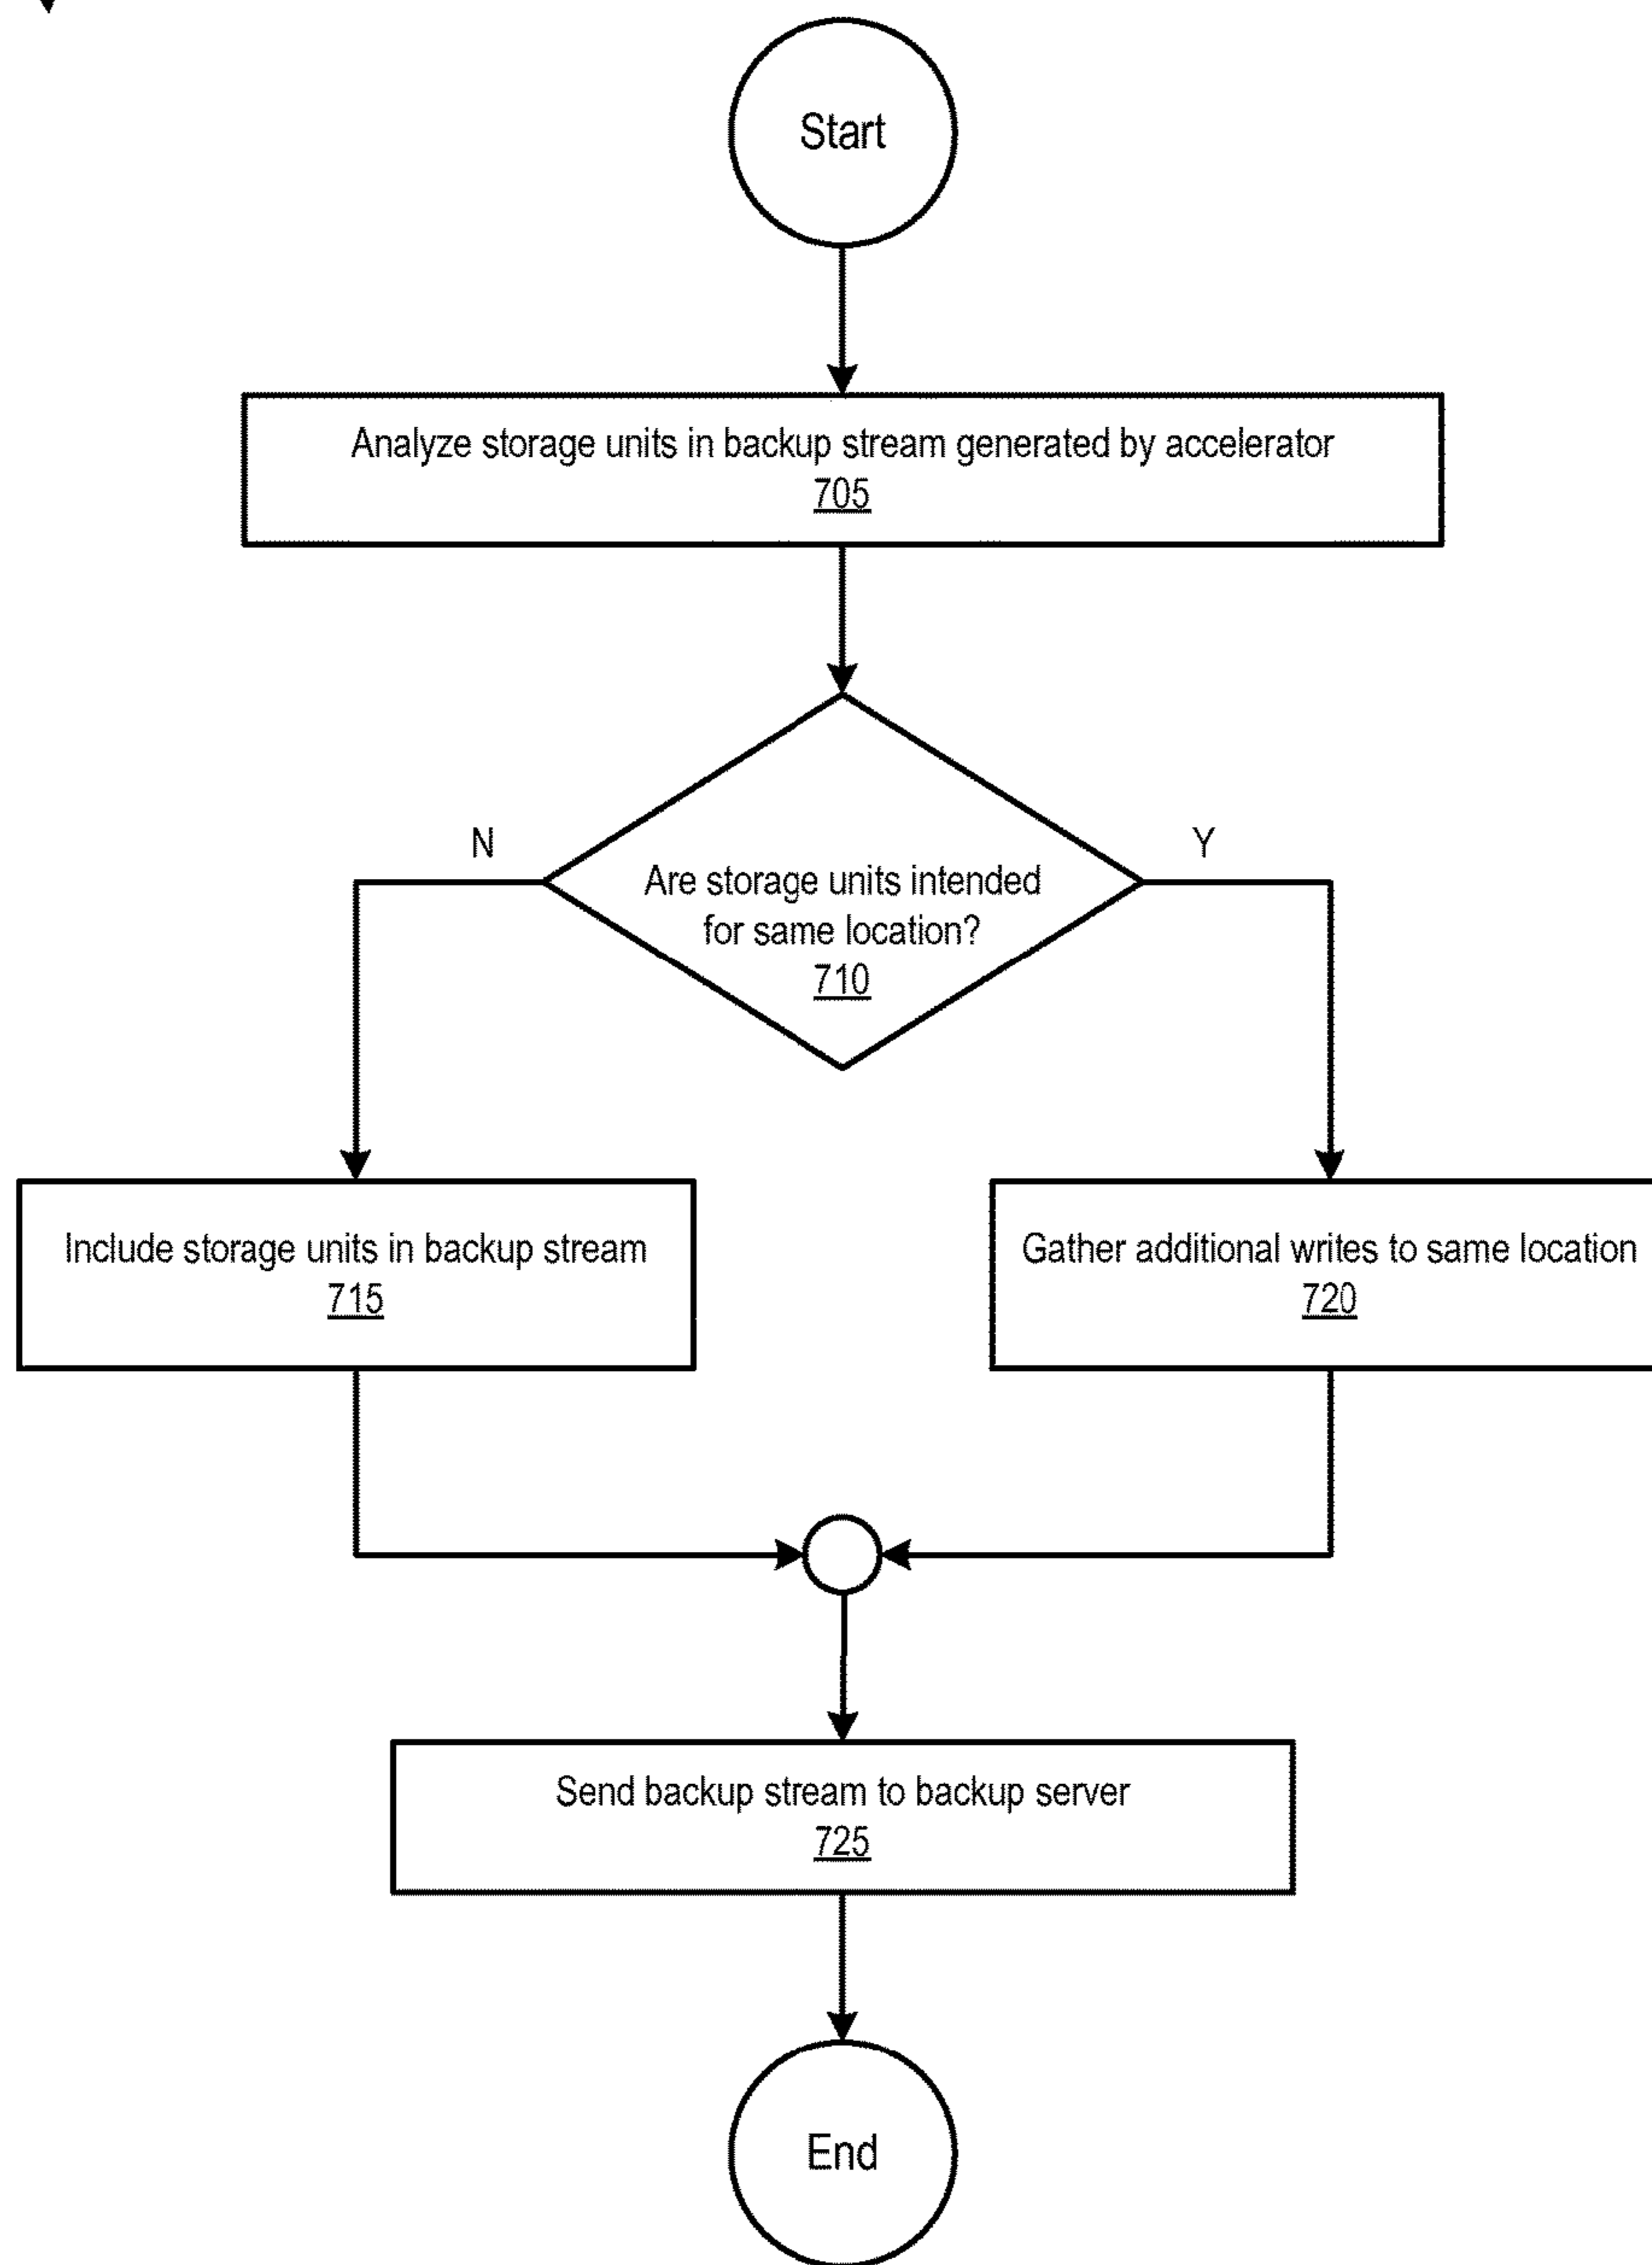 Start
Analyze storage units in backup stream generated by accelerator
705
N
Y
Are storage units intended
for same location?
710
Include storage units in backup stream
715
Gather additional writes to same location
720
Send backup stream to backup server
725
End